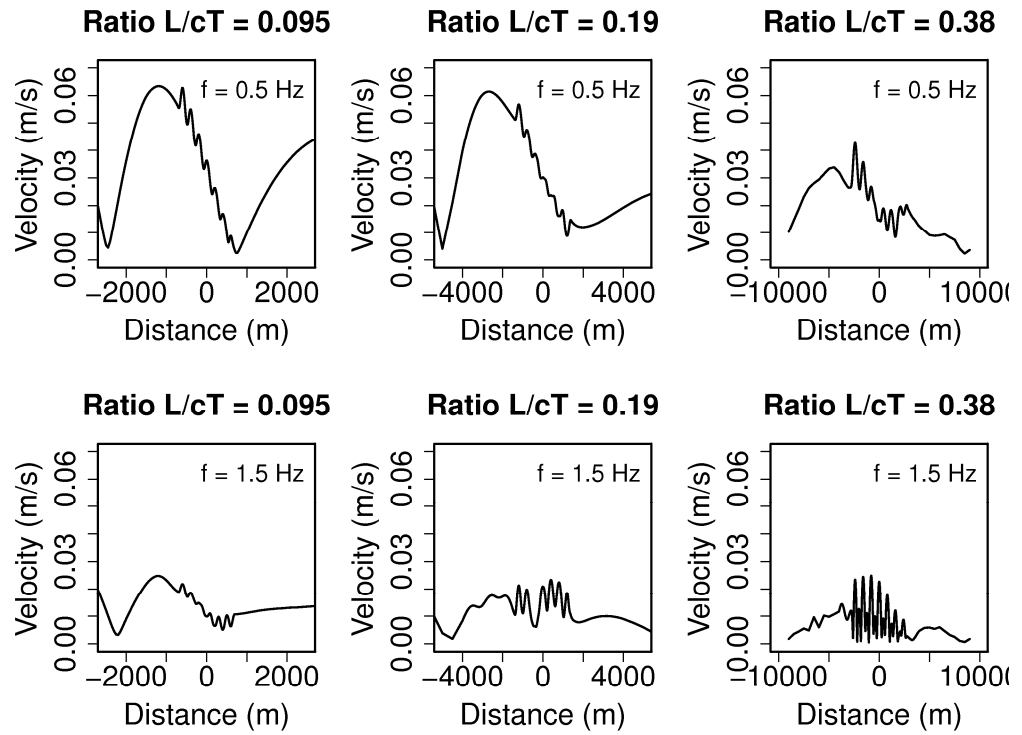 Ratio L/cT = 0.095
Ratio L/cT = 0.19
Ratio L/cT = 0.38
Velocity (m/s)
0.00 0.03 0.06
f = 0.5 Hz
−2000 0 2000
Distance (m)
Velocity (m/s)
0.00 0.03 0.06
f = 0.5 Hz
−4000 0 4000
Distance (m)
Velocity (m/s)
0.00 0.03 0.06
f = 0.5 Hz
−10000 0 10000
Distance (m)
Ratio L/cT = 0.095
Ratio L/cT = 0.19
Ratio L/cT = 0.38
Velocity (m/s)
0.00 0.03 0.06
f = 1.5 Hz
−2000 0 2000
Distance (m)
Velocity (m/s)
0.00 0.03 0.06
f = 1.5 Hz
−4000 0 4000
Distance (m)
Velocity (m/s)
0.00 0.03 0.06
f = 1.5 Hz
−10000 0 10000
Distance (m)